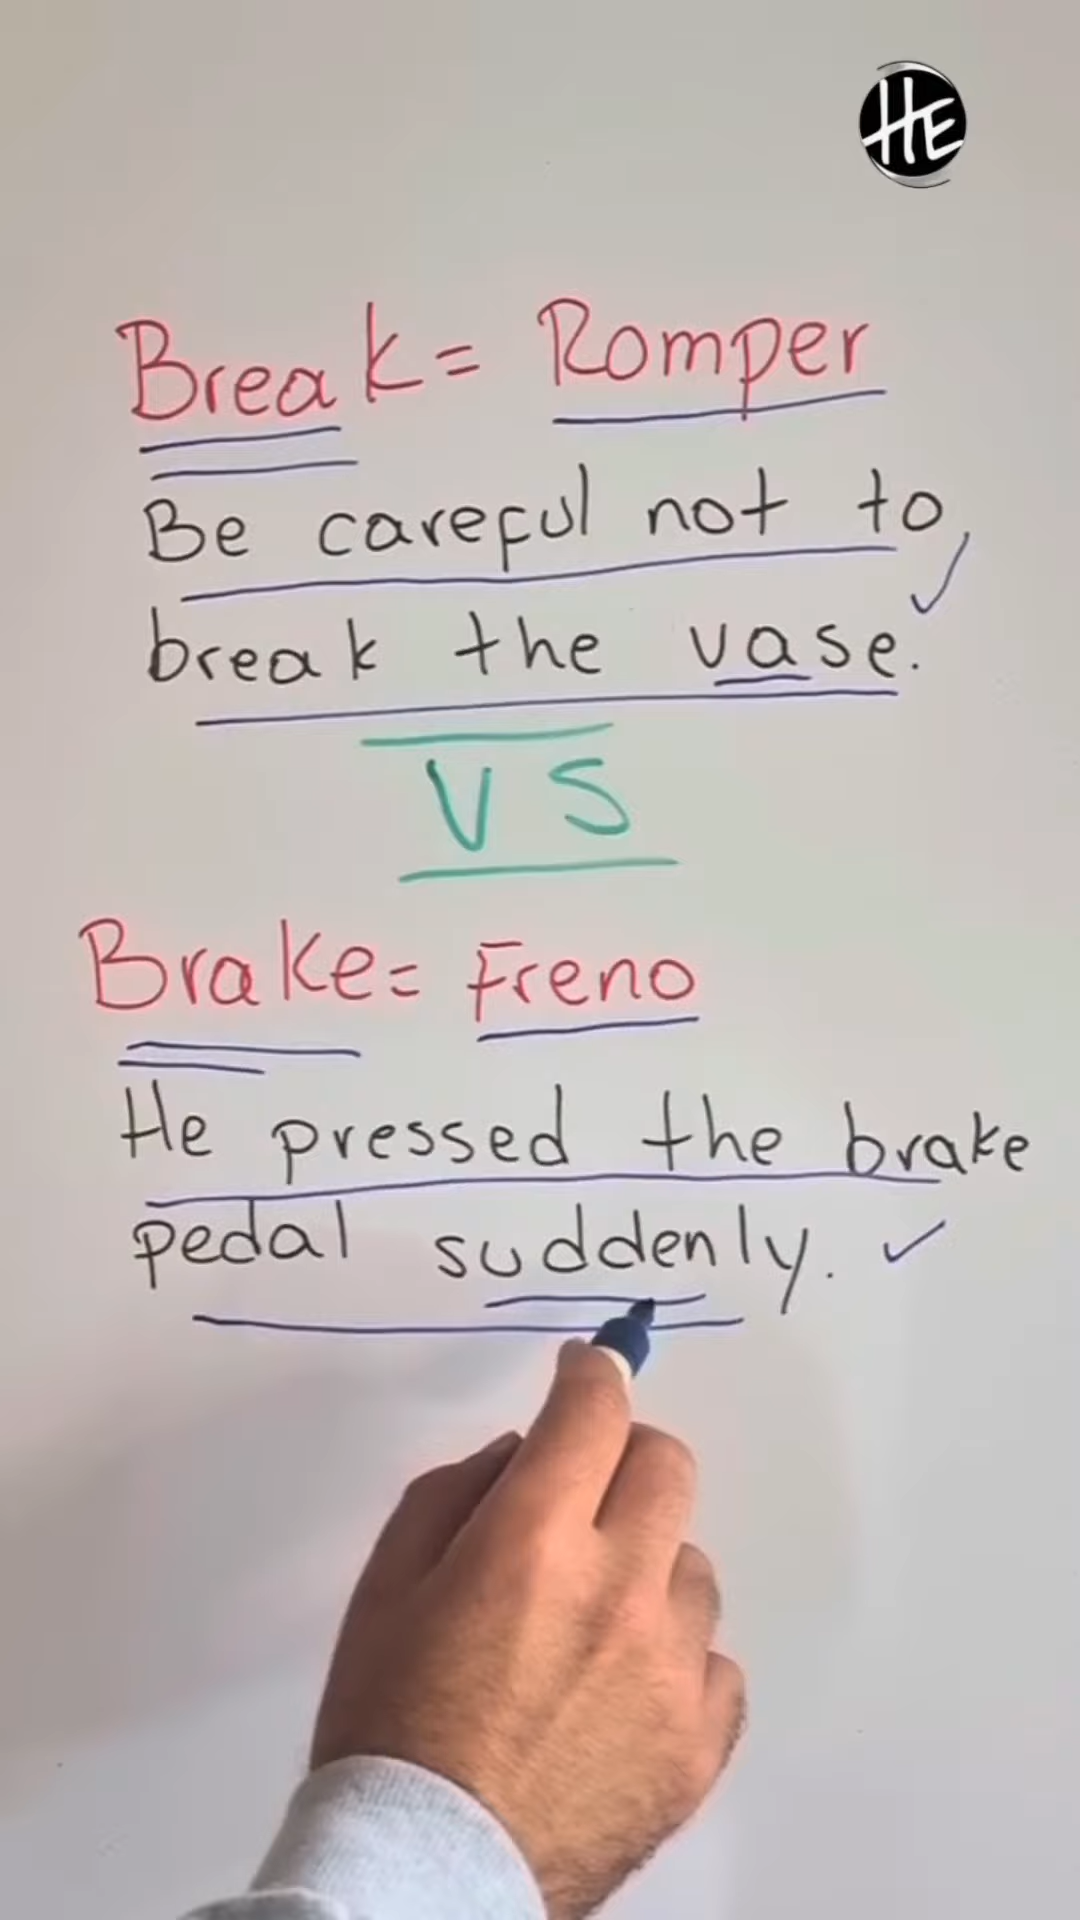 HE
Break = Romper
Be careful not to
break the vase.
VS
Brake = Freno
He pressed the brake
pedal suddenly.